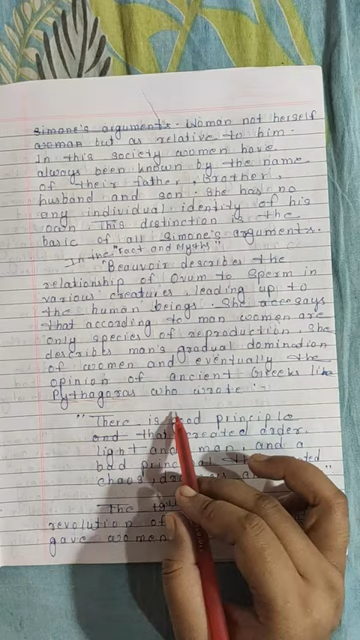 Simone's arguments. Woman not herself
woman but as relative to him.
In this society women have
always been known by the name
of their father, brother,
husband and son. She has no
any individual identity of his
own. This distinction is the
basic of all Simone's arguments.
In the "Fact and Myths"
"Beauvoir describes the
relationship of Ovum to Sperm in
various creatures, leading up to
the human beings. She
that according to man women are
only species of reproduction. She
describes man's gradual domination
of women and eventually the
opinion of ancient Greeks like
Pythagoras who wrote :-
"There is principle
and that created order,
light and man, and a
bad
chaos,
The
revolution of
gave women